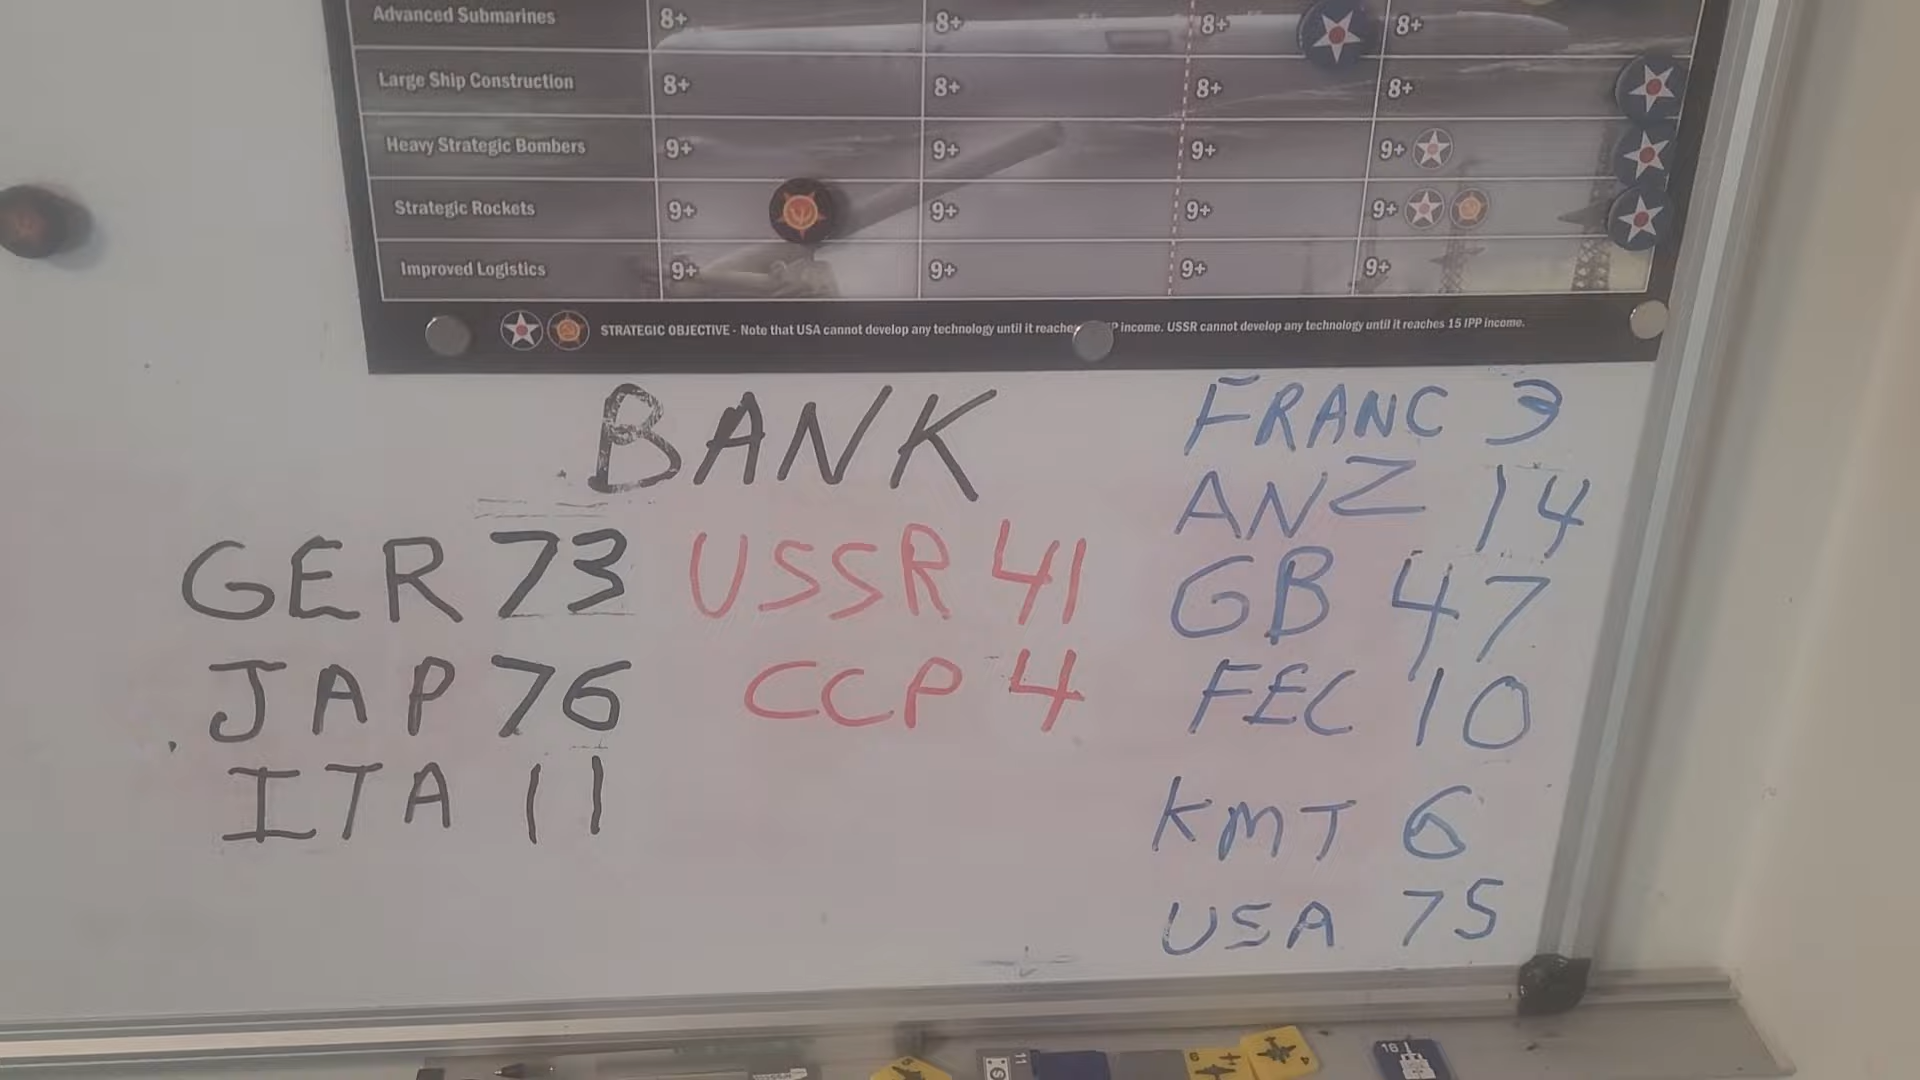 Advanced Submarines 8+ 8+ 8+ 8+
Large Ship Construction 8+ 8+ 8+ 8+
Heavy Strategic Bombers 9+ 9+ 9+ 9+
Strategic Rockets 9+ 9+ 9+ 9+
Improved Logistics 9+ 9+ 9+ 9+
STRATEGIC OBJECTIVE - Note that USA cannot develop any technology until it reaches income. USSR cannot develop any technology until it reaches 15 IPP income.
BANK
GER 73
JAP 76
ITA 11
USSR 41
CCP 4
FRANC 3
ANZ 14
GB 47
FEC 10
KMT 6
USA 75
11
6
4
16